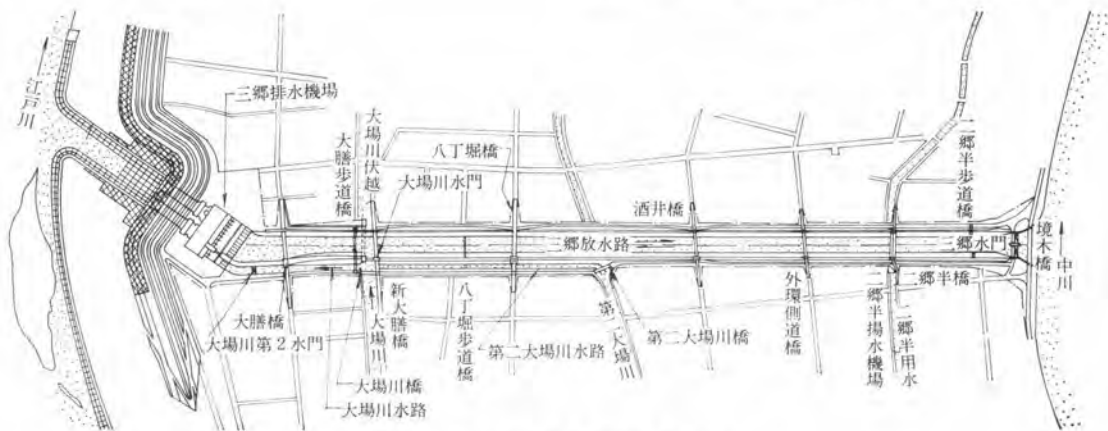 江戸川
三郷排水機場
大膳歩道橋
大場川伏越
大場川水門
八丁堀橋
酒井橋
二郷半歩道橋
三郷放水路
三郷水門
境木橋
中川
大膳橋
大場川第2水門
新大膳橋
大場川
八丁堀歩道橋
第二大場川水路
第二大場川
第二大場川橋
外環側道橋
二郷半橋
二郷半揚水機場
二郷半用水
大場川橋
大場川水路